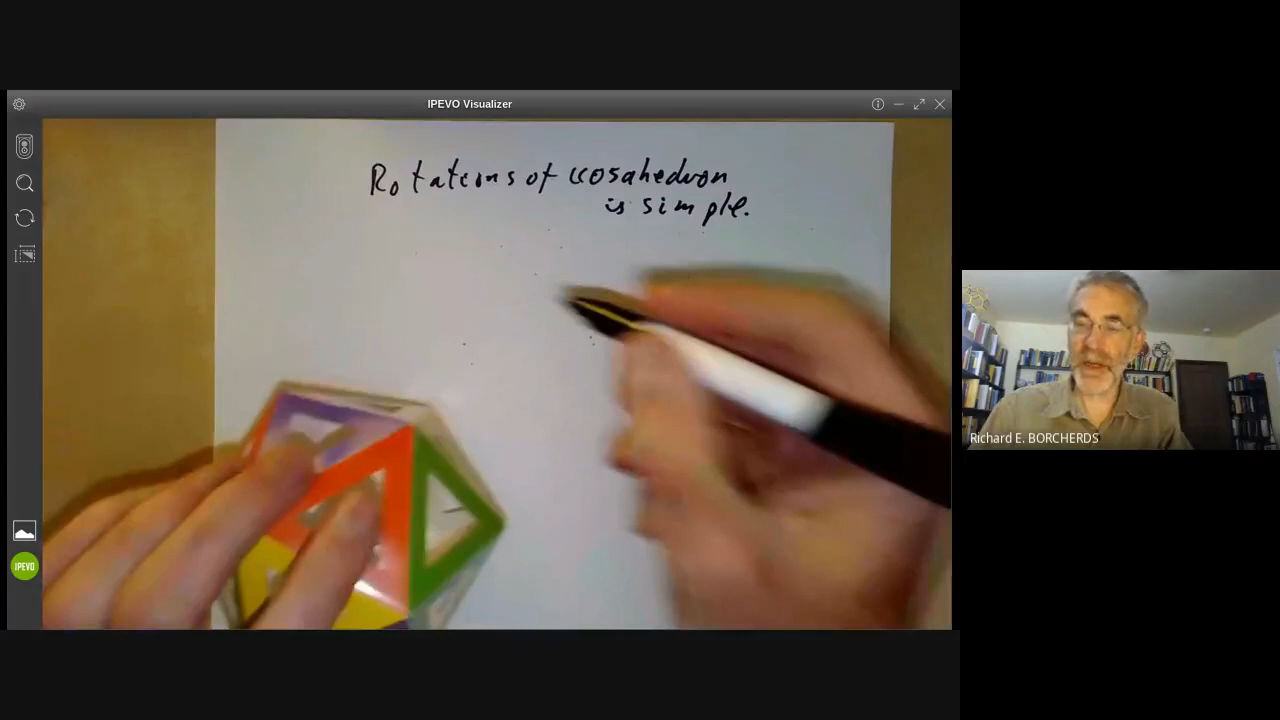 IPEVO Visualizer
Rotations of icosahedron
is simple.
IPEVO
Richard E. BORCHERDS